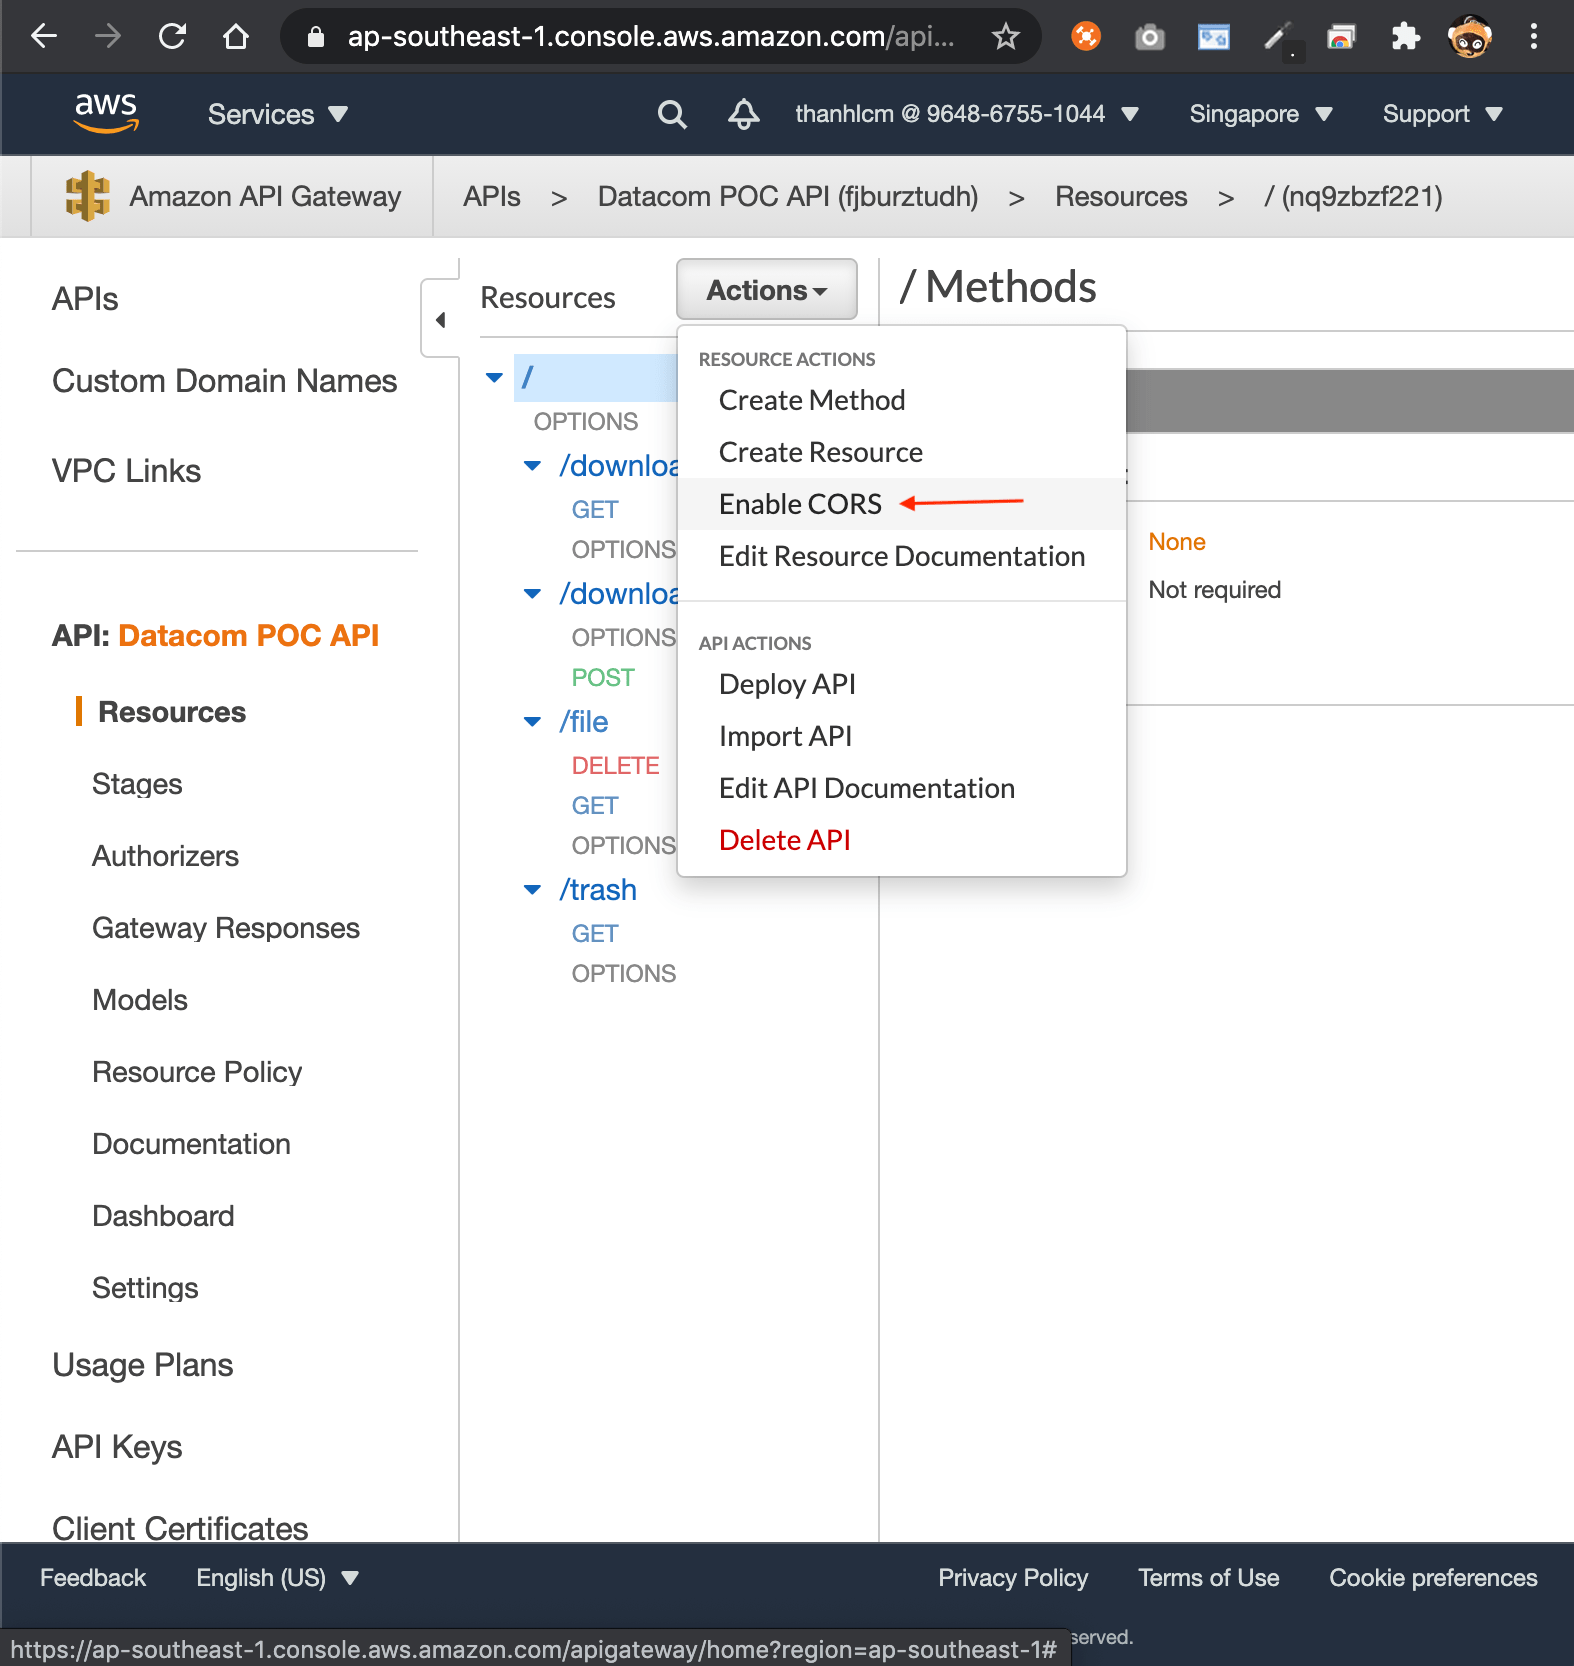 ap-southeast-1.console.aws.amazon.com/api...
aws
Services
thanhlcm @ 9648-6755-1044
Singapore
Support
Amazon API Gateway
APIs > Datacom POC API (fjburztudh) > Resources > / (nq9zbzf221)
APIs
Custom Domain Names
VPC Links
API: Datacom POC API
Resources
Stages
Authorizers
Gateway Responses
Models
Resource Policy
Documentation
Dashboard
Settings
Usage Plans
API Keys
Client Certificates
Resources
Actions
/
OPTIONS
/downloa
GET
OPTIONS
/downloa
OPTIONS
POST
/file
DELETE
GET
OPTIONS
/trash
GET
OPTIONS
RESOURCE ACTIONS
Create Method
Create Resource
Enable CORS
Edit Resource Documentation
API ACTIONS
Deploy API
Import API
Edit API Documentation
Delete API
/ Methods
None
Not required
Feedback
English (US)
Privacy Policy
Terms of Use
Cookie preferences
https://ap-southeast-1.console.aws.amazon.com/apigateway/home?region=ap-southeast-1#
served.